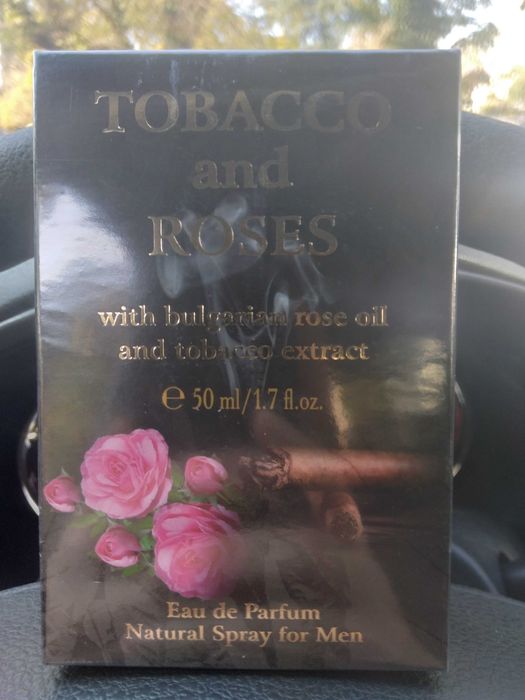 TOBACCO
and
ROSES
with bulgarian rose oil
and tobacco extract
℮ 50 ml/1.7 fl.oz.
Eau de Parfum
Natural Spray for Men